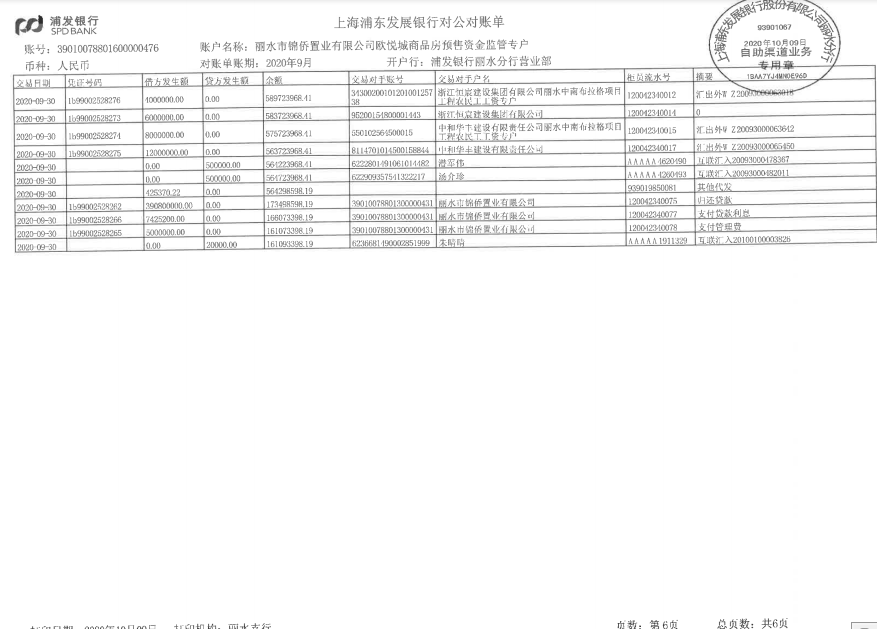 浦发银行
SPD BANK
上海浦东发展银行对公对账单
账号：39010078801600000476 账户名称：丽水市锦侨置业有限公司欧悦城商品房预售资金监管专户
币种：人民币 对账单账期：2020年9月 开户行：浦发银行丽水分行营业部
上海浦东发展银行股份有限公司丽水分行
93901067
2020年10月09日
自助渠道业务
专用章
交易日期 凭证号码 借方发生额 贷方发生额 余额 交易对手账号 交易对手户名 柜员流水号 摘要
2020-09-30 1b99002528276 4000000.00 0.00 589723968.41 3430020010120100125738 浙江恒宸建设集团有限公司丽水中南布拉格项目工程农民工工资专户 120042340012 汇出外W
2020-09-30 1b99002528273 6000000.00 0.00 583723968.41 95200154800001443 浙江恒宸建设集团有限公司 120042340014 0
2020-09-30 1b99002528274 8000000.00 0.00 575723968.41 550102564500015 中和华丰建设有限责任公司丽水中南布拉格项目工程农民工工资专户 120042340015 汇出外W Z20093000063642
2020-09-30 1b99002528275 12000000.00 0.00 563723968.41 8114701014500158844 中和华丰建设有限责任公司 120042340017 汇出外W Z20093000065450
2020-09-30 0.00 500000.00 564223968.41 6222801491061014482 AAAAA4620490 互联汇入20093000478367
2020-09-30 0.00 500000.00 564723968.41 6229093575413222​17 汤介珍 AAAAA4260493 互联汇入20093000482011
2020-09-30 425370.22 0.00 564298598.19 939019850081 其他代发
2020-09-30 1b99002528262 390800000.00 0.00 173498598.19 39010078801300000431 丽水市锦侨置业有限公司 120042340075 归还贷款
2020-09-30 1b99002528266 7425200.00 0.00 166073398.19 39010078801300000431 丽水市锦侨置业有限公司 120042340077 支付贷款利息
2020-09-30 1b99002528265 5000000.00 0.00 161073398.19 39010078801300000431 丽水市锦侨置业有限公司 120042340078 支付管理费
2020-09-30 0.00 20000.00 161093398.19 6236681490002851999 朱晴晴 AAAAA1911329 互联汇入20100100003826
打印日期：2020年10月09日 打印机构：丽水支行 页数：第6页 总页数：共6页